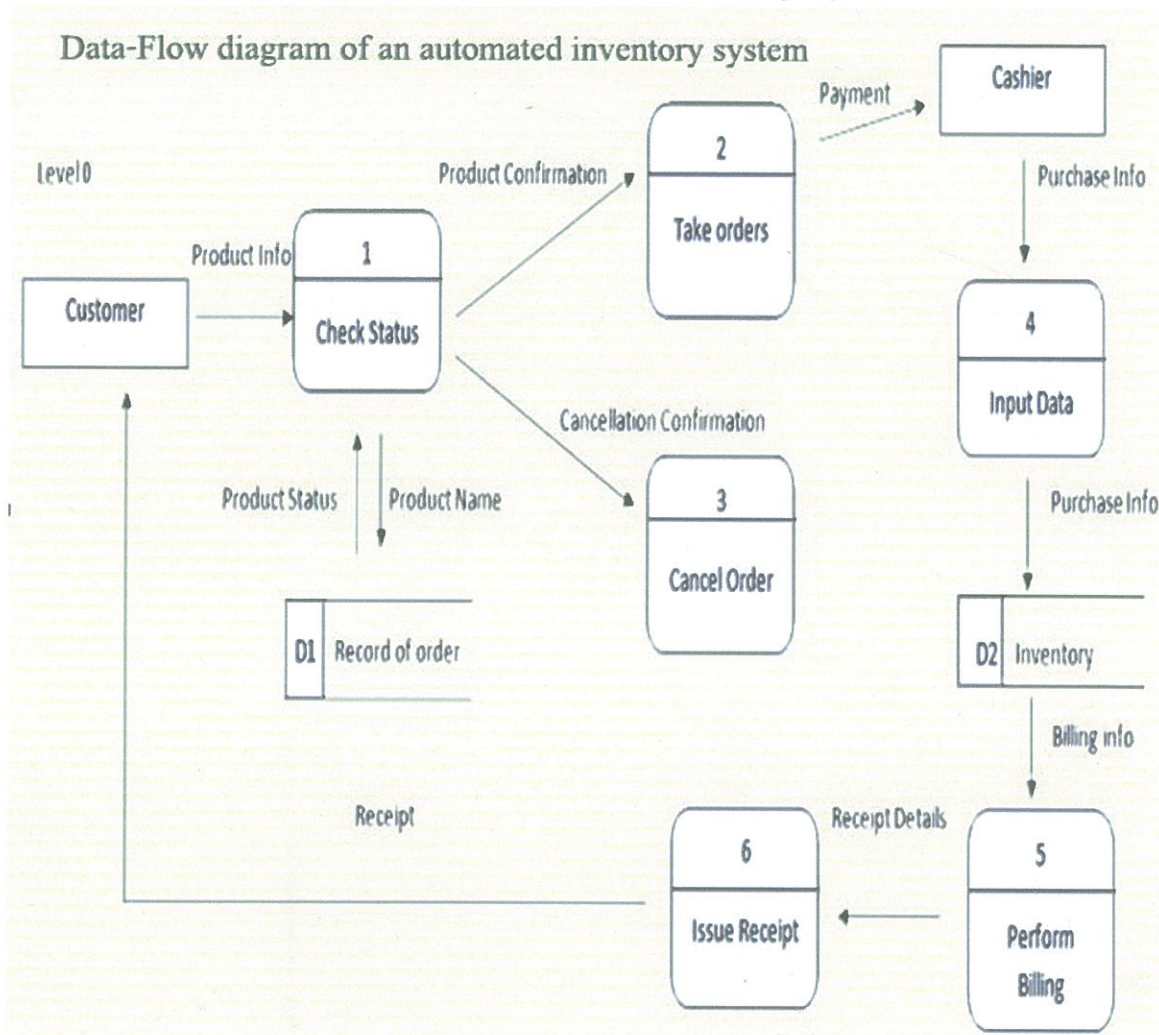 Data-Flow diagram of an automated inventory system
Cashier
Payment
2
Level 0
Product Confirmation
Purchase Info
Take orders
Product Info
1
Customer
Check Status
4
Input Data
Cancellation Confirmation
Product Status
Product Name
3
Purchase Info
Cancel Order
D1
Record of order
D2
Inventory
Billing info
Receipt
Receipt Details
6
5
Issue Receipt
Perform
Billing